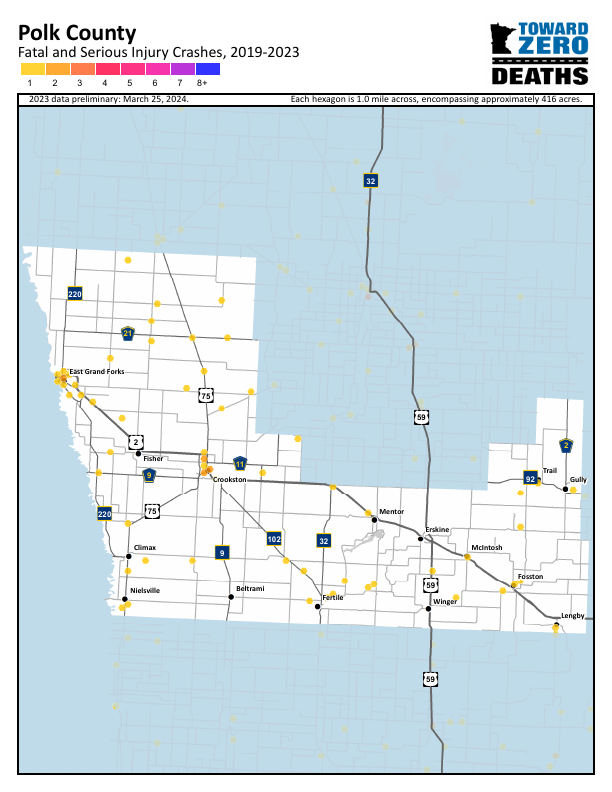 Polk County
Fatal and Serious Injury Crashes, 2019-2023
1 2 3 4 5 6 7 8+
TOWARD
ZERO
DEATHS
2023 data preliminary: March 25, 2024.
Each hexagon is 1.0 mile across, encompassing approximately 416 acres.
32
220
21
East Grand Forks
75
59
2
2
Fisher
11
9
Crookston
Trail
92
Gully
220
75
Mentor
Erskine
102
32
9
Climax
McIntosh
Fosston
59
Nielsville
Beltrami
Fertile
Winger
Lengby
59